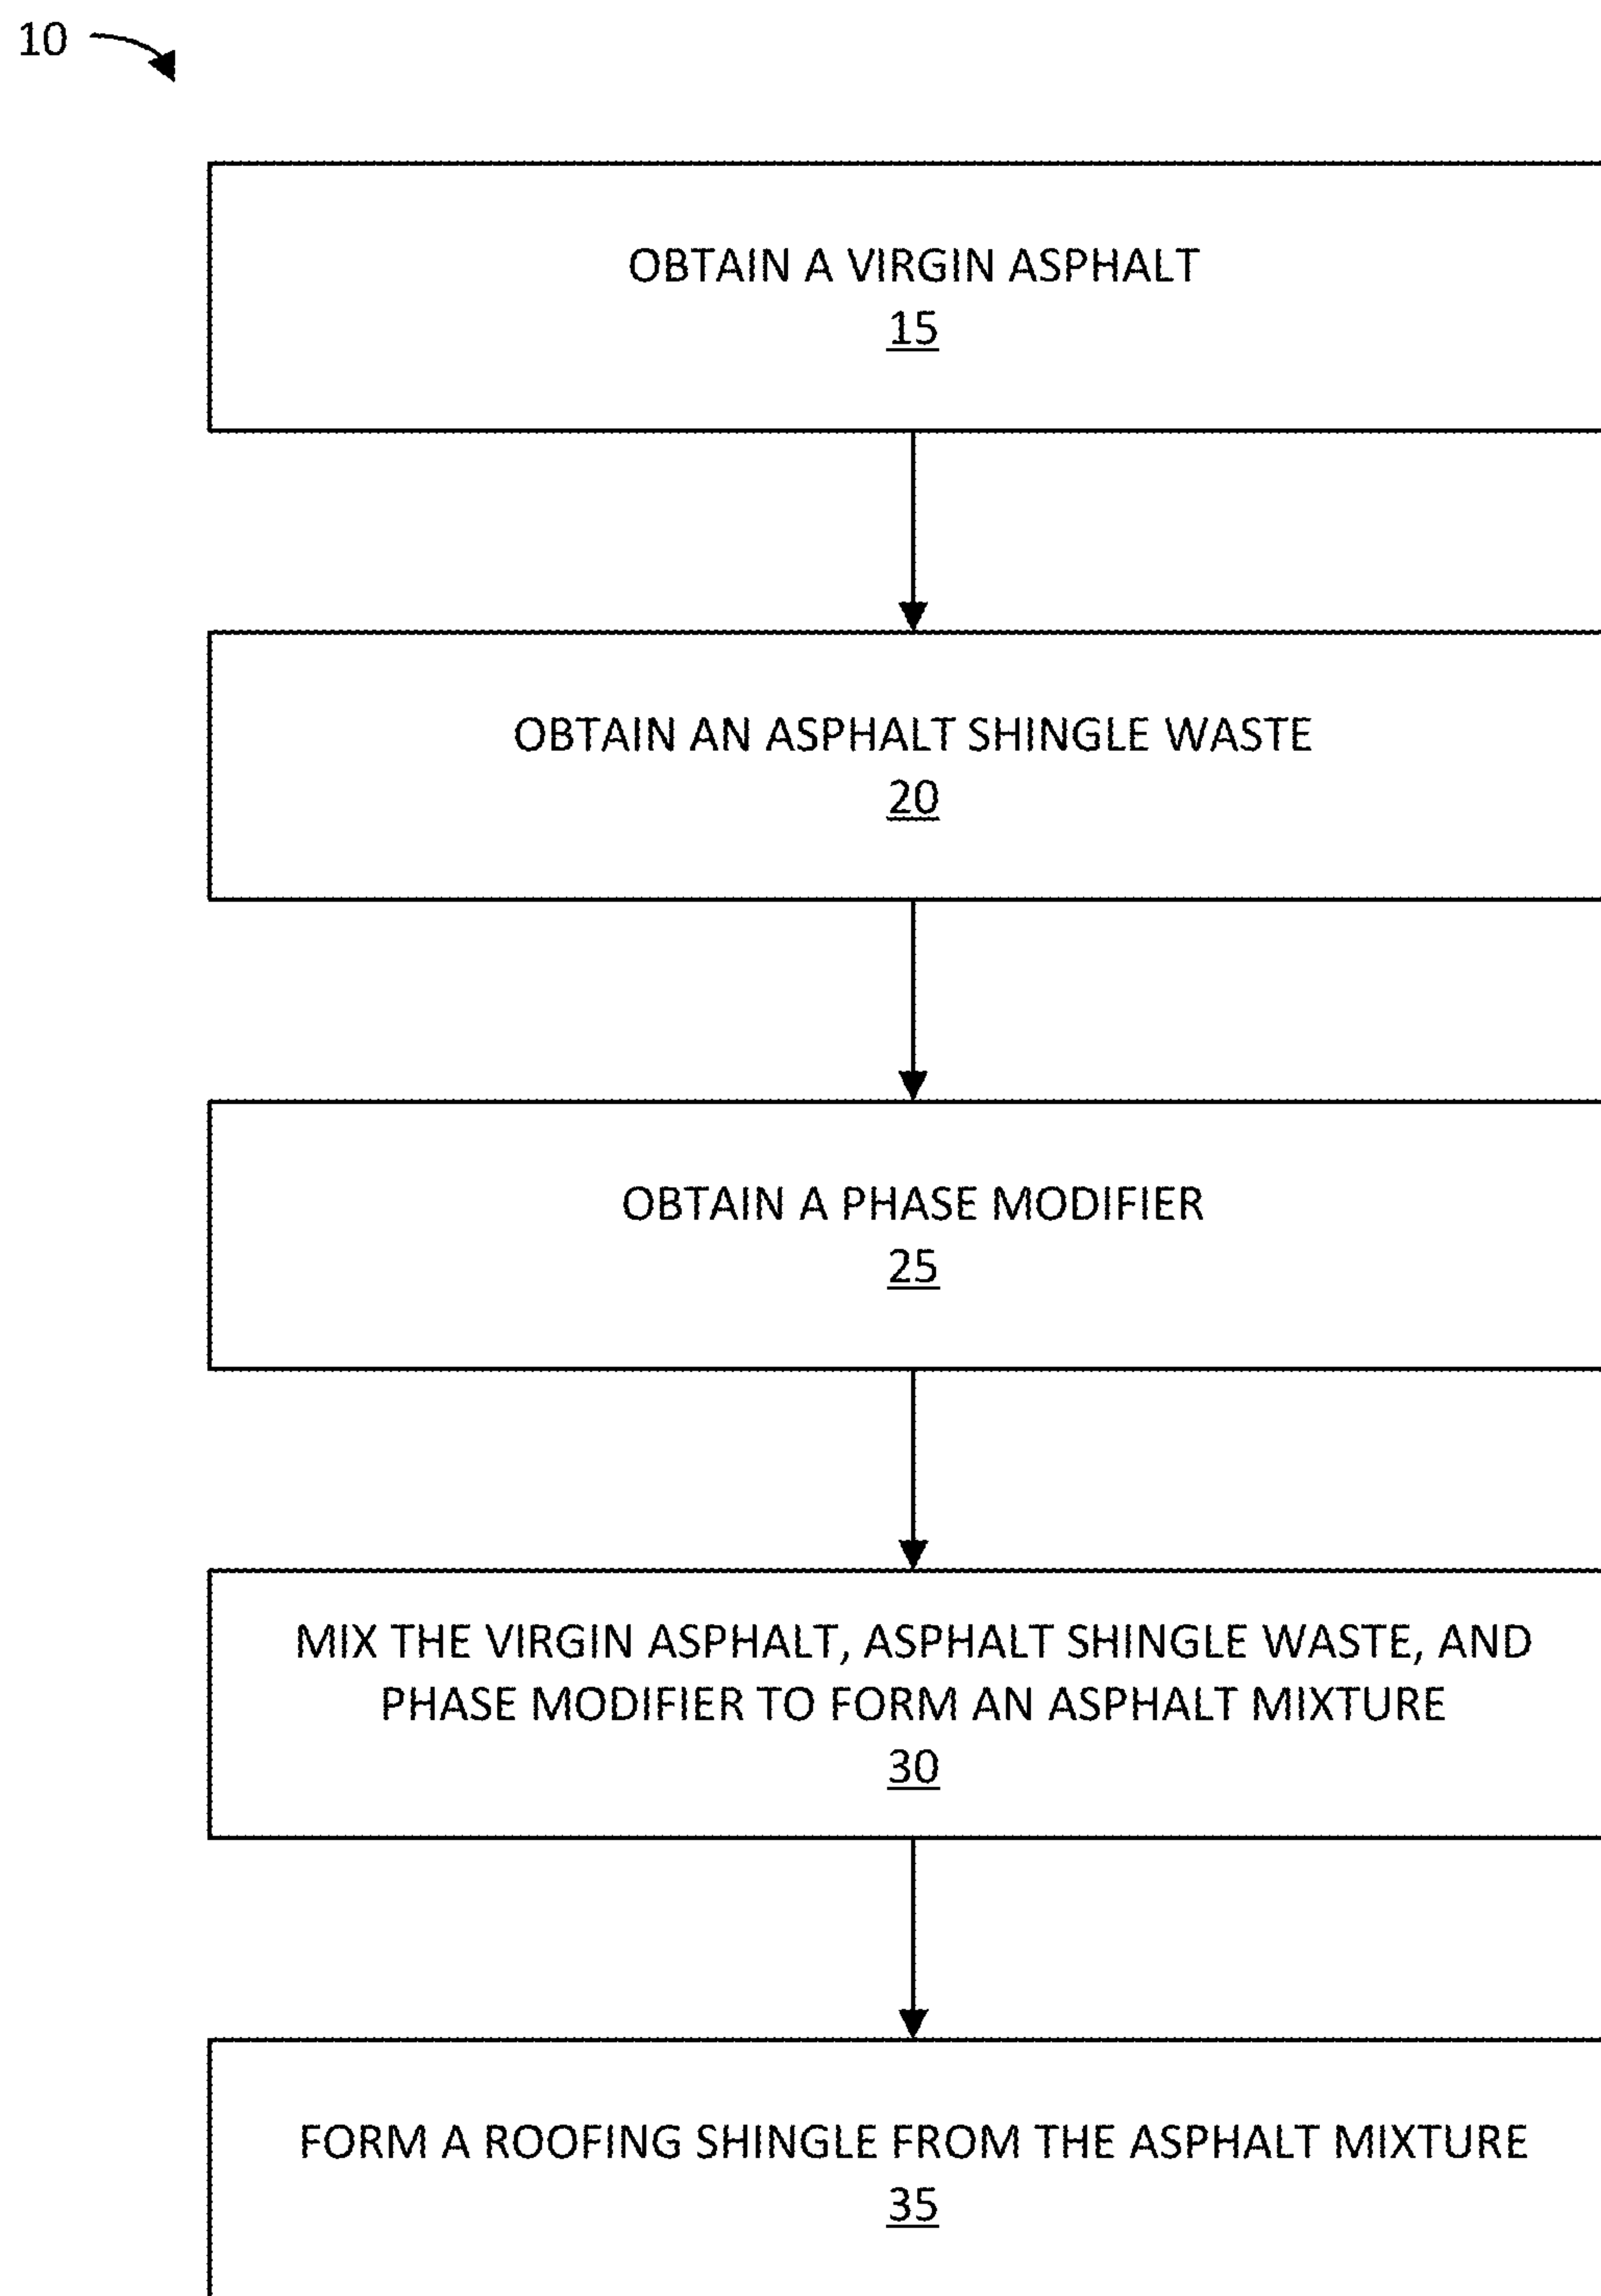 10
OBTAIN A VIRGIN ASPHALT
15
OBTAIN AN ASPHALT SHINGLE WASTE
20
OBTAIN A PHASE MODIFIER
25
MIX THE VIRGIN ASPHALT, ASPHALT SHINGLE WASTE, AND
PHASE MODIFIER TO FORM AN ASPHALT MIXTURE
30
FORM A ROOFING SHINGLE FROM THE ASPHALT MIXTURE
35